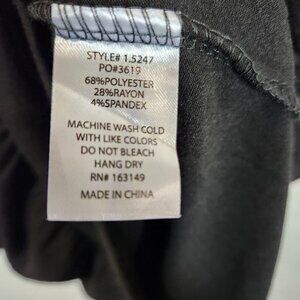 STYLE# 1.5247
PO#3619
68%POLYESTER
28%RAYON
4%SPANDEX
MACHINE WASH COLD
WITH LIKE COLORS
DO NOT BLEACH
HANG DRY
RN# 163149
MADE IN CHINA